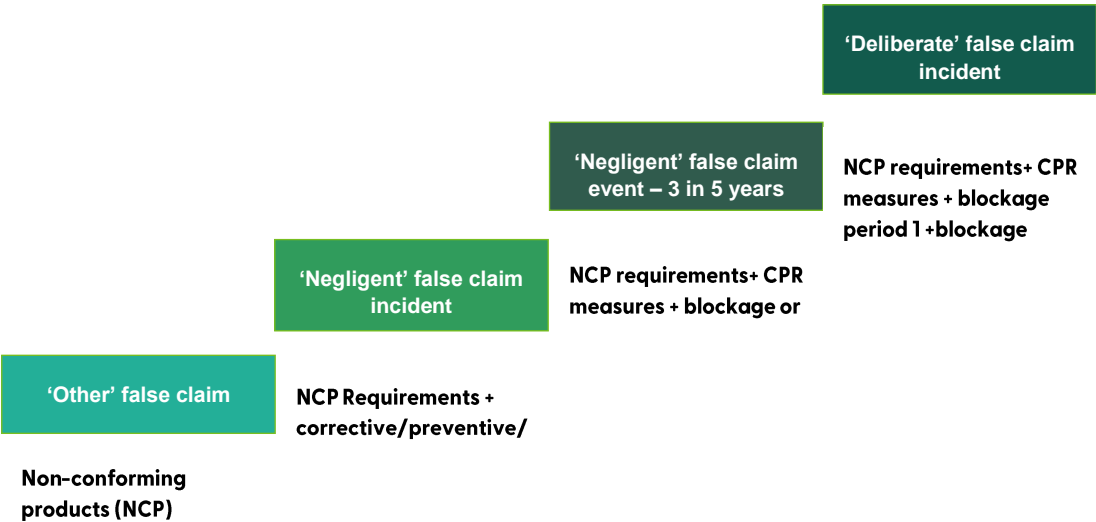 ‘Deliberate’ false claim
incident
NCP requirements+ CPR
measures + blockage
period 1 +blockage
‘Negligent’ false claim
event – 3 in 5 years
NCP requirements+ CPR
measures + blockage or
‘Negligent’ false claim
incident
NCP Requirements +
corrective/preventive/
‘Other’ false claim
Non-conforming
products (NCP)